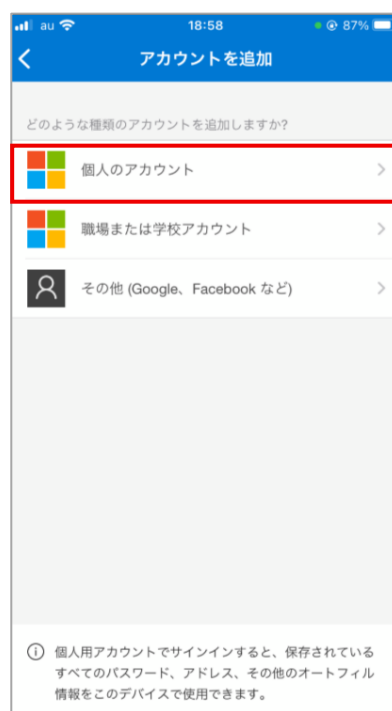 au 18:58 87%
アカウントを追加
どのような種類のアカウントを追加しますか?
個人のアカウント
職場または学校アカウント
その他 (Google、Facebook など)
個人用アカウントでサインインすると、保存されている
すべてのパスワード、アドレス、その他のオートフィル
情報をこのデバイスで使用できます。